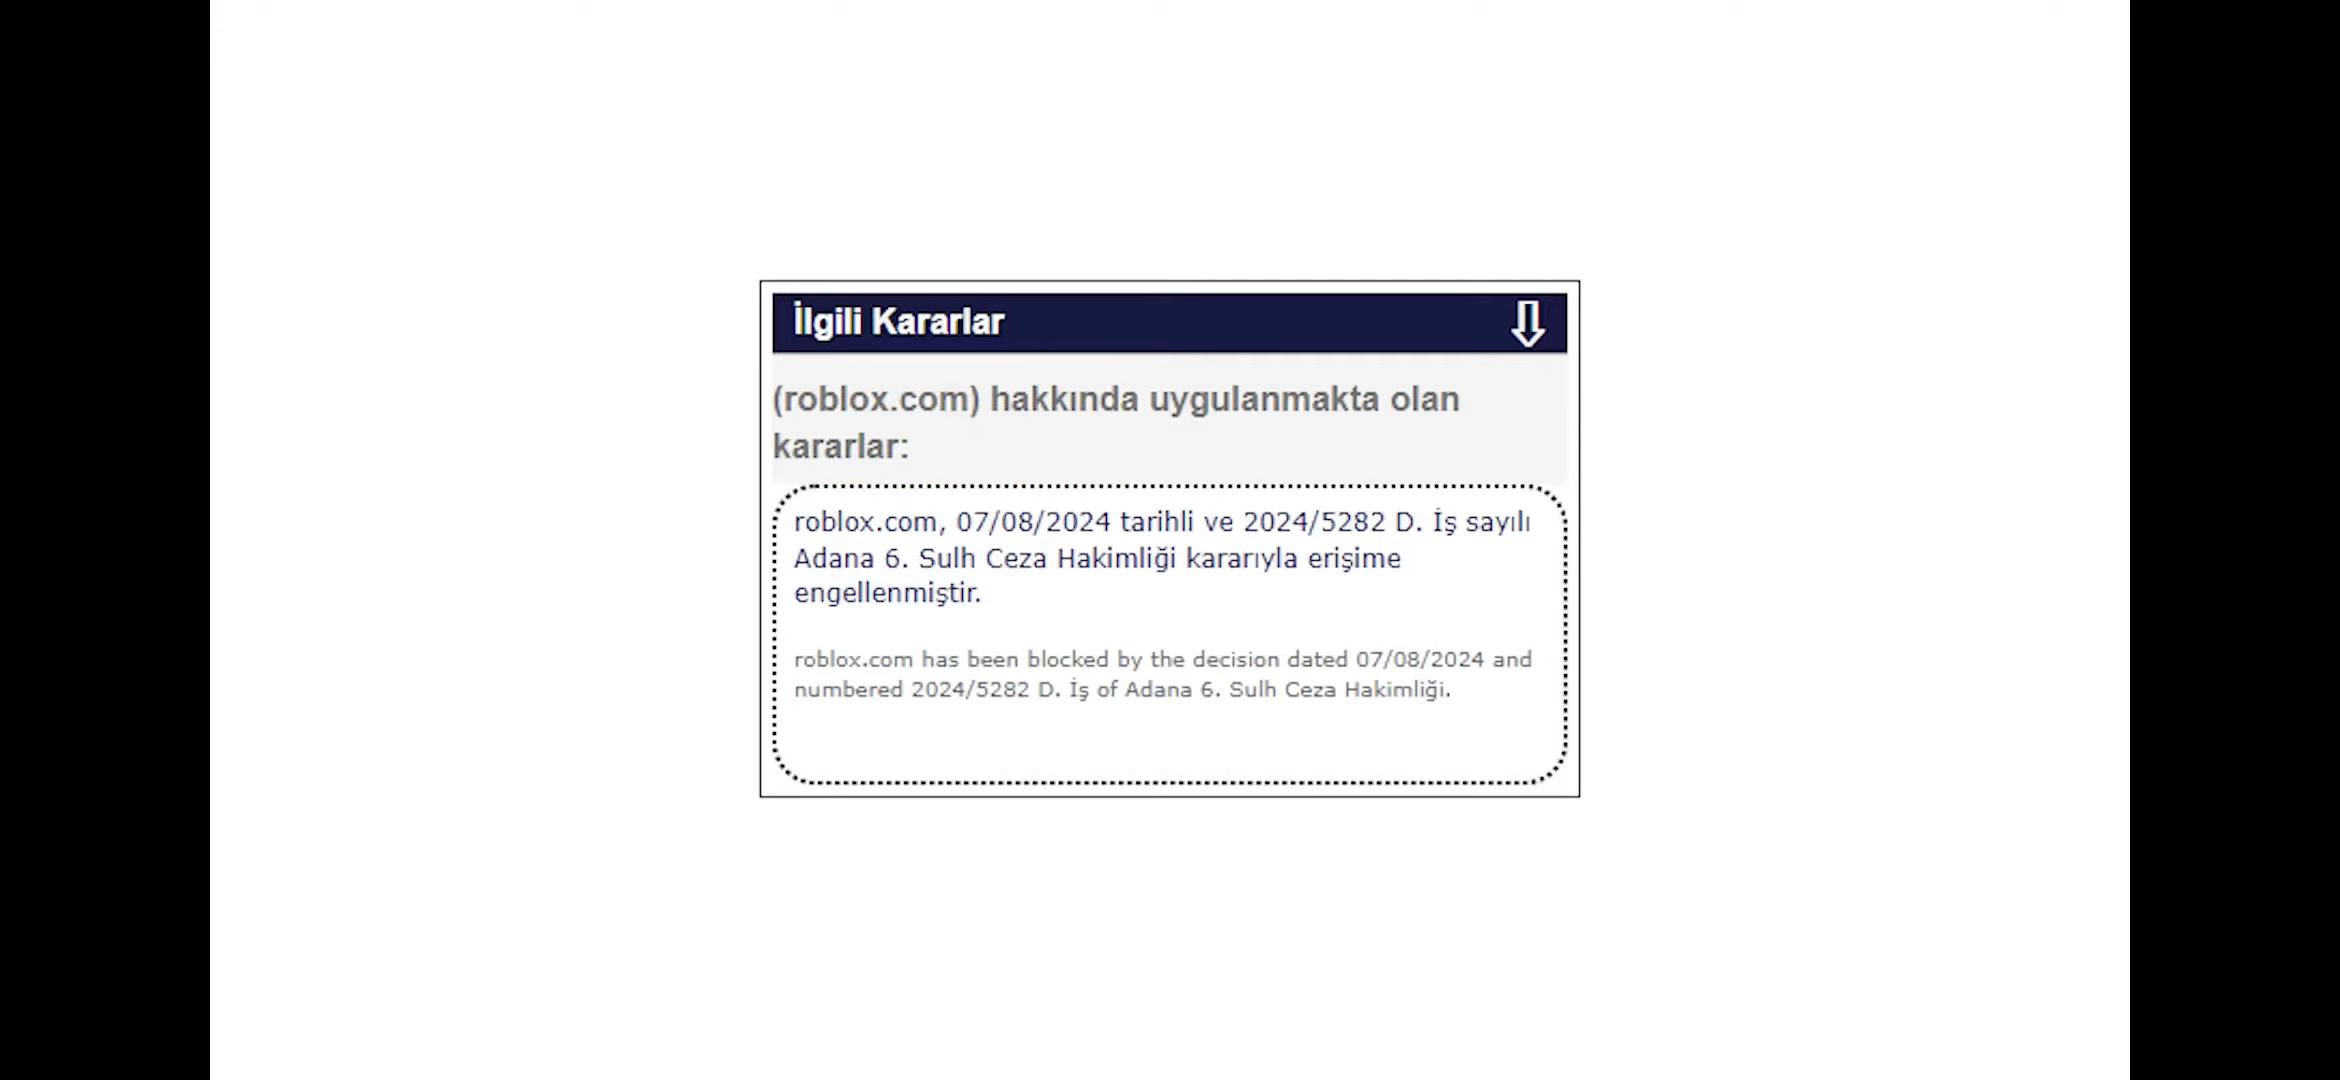 İlgili Kararlar
(roblox.com) hakkında uygulanmakta olan
kararlar:
roblox.com, 07/08/2024 tarihli ve 2024/5282 D. İş sayılı
Adana 6. Sulh Ceza Hakimliği kararıyla erişime
engellenmiştir.
roblox.com has been blocked by the decision dated 07/08/2024 and
numbered 2024/5282 D. İş of Adana 6. Sulh Ceza Hakimliği.